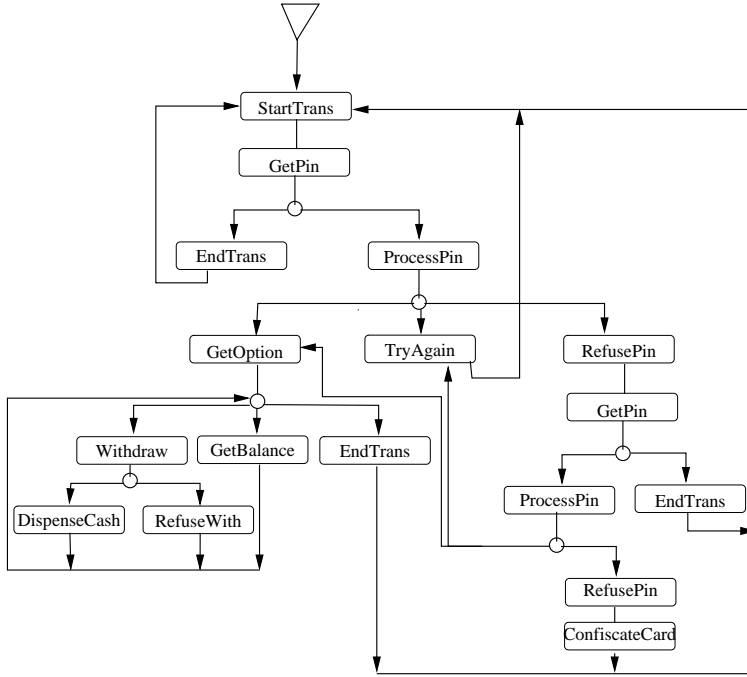 StartTrans
GetPin
EndTrans
ProcessPin
GetOption
TryAgain
RefusePin
GetPin
Withdraw
GetBalance
EndTrans
ProcessPin
EndTrans
DispenseCash
RefuseWith
RefusePin
ConfiscateCard